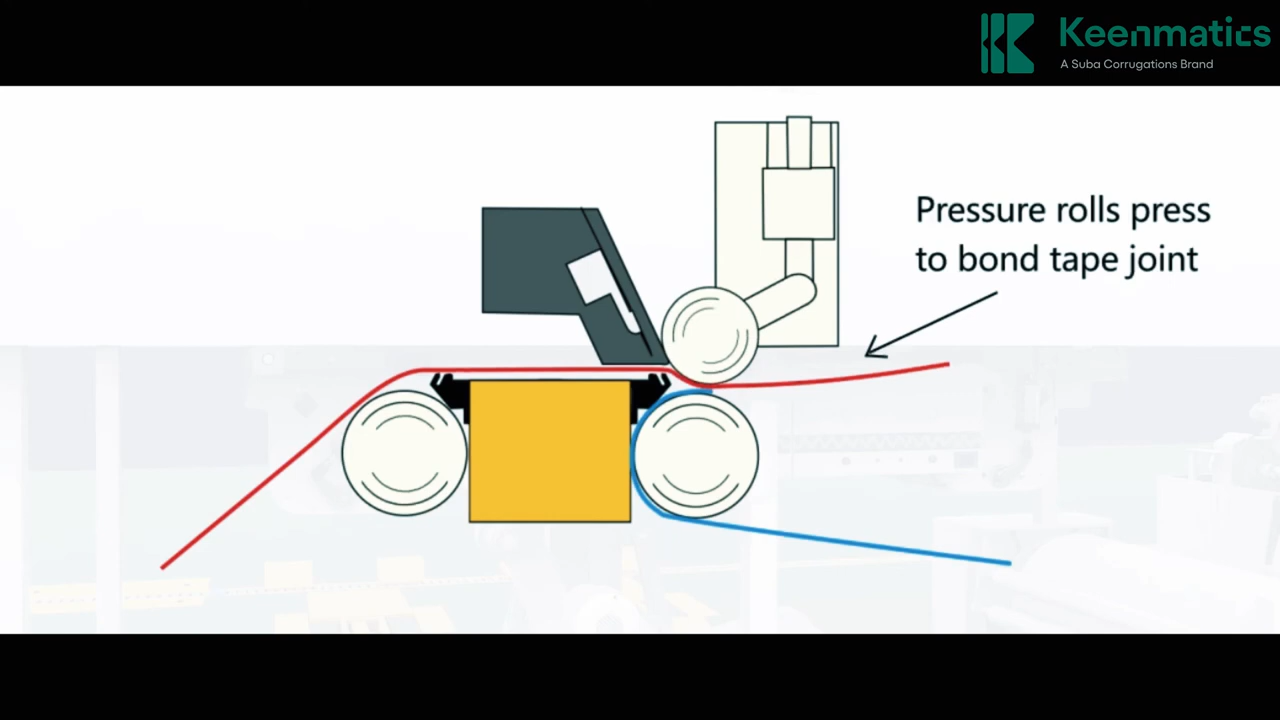 Keenmatics
A Suba Corrugations Brand
Pressure rolls press
to bond tape joint